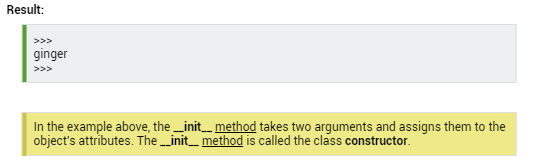 Result:
>>>
ginger
>>>
In the example above, the __init__ method takes two arguments and assigns them to the
object's attributes. The __init__ method is called the class constructor.